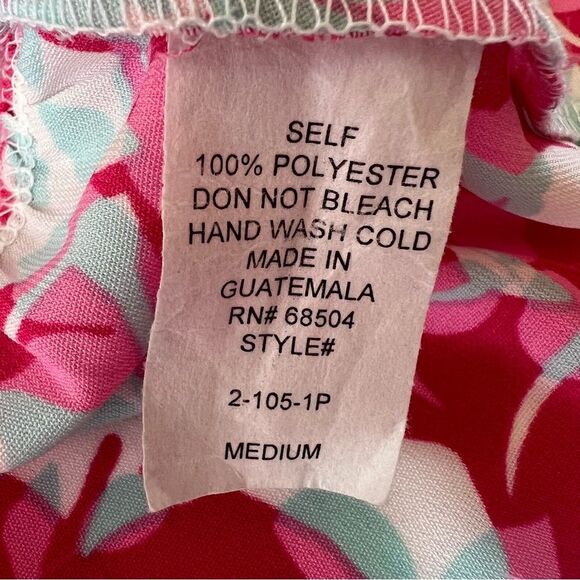 SELF
100% POLYESTER
DON NOT BLEACH
HAND WASH COLD
MADE IN
GUATEMALA
RN# 68504
STYLE#
2-105-1P
MEDIUM